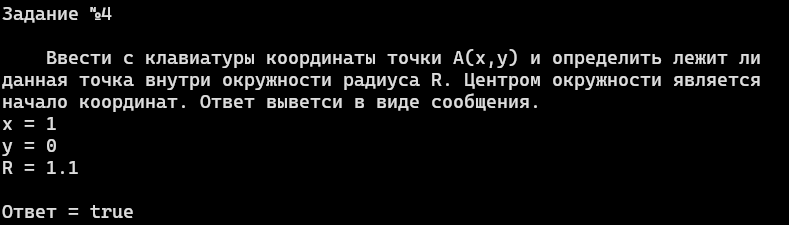 Задание №4
Ввести с клавиатуры координаты точки A(x,y) и определить лежит ли
данная точка внутри окружности радиуса R. Центром окружности является
начало координат. Ответ выветси в виде сообщения.
x = 1
y = 0
R = 1.1
Ответ = true